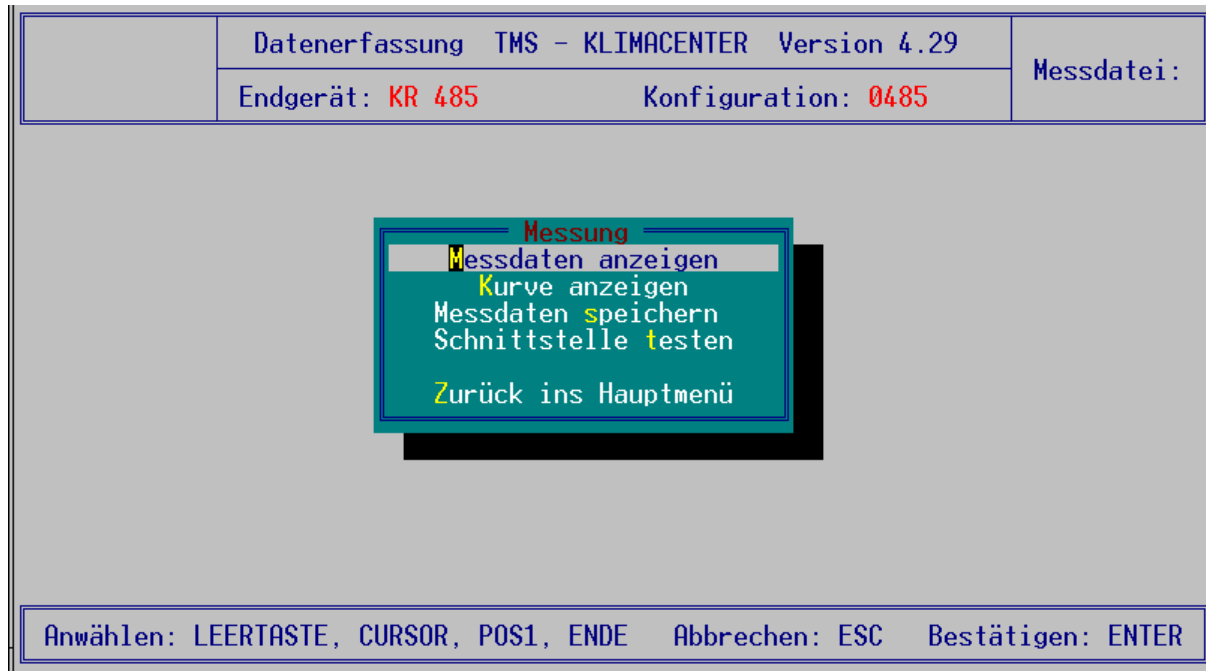 Datenerfassung TMS - KLIMACENTER Version 4.29
Messdatei:
Endgerät: KR 485 Konfiguration: 0485
Messung
Messdaten anzeigen
Kurve anzeigen
Messdaten speichern
Schnittstelle testen
Zurück ins Hauptmenü
Anwählen: LEERTASTE, CURSOR, POS1, ENDE Abbrechen: ESC Bestätigen: ENTER